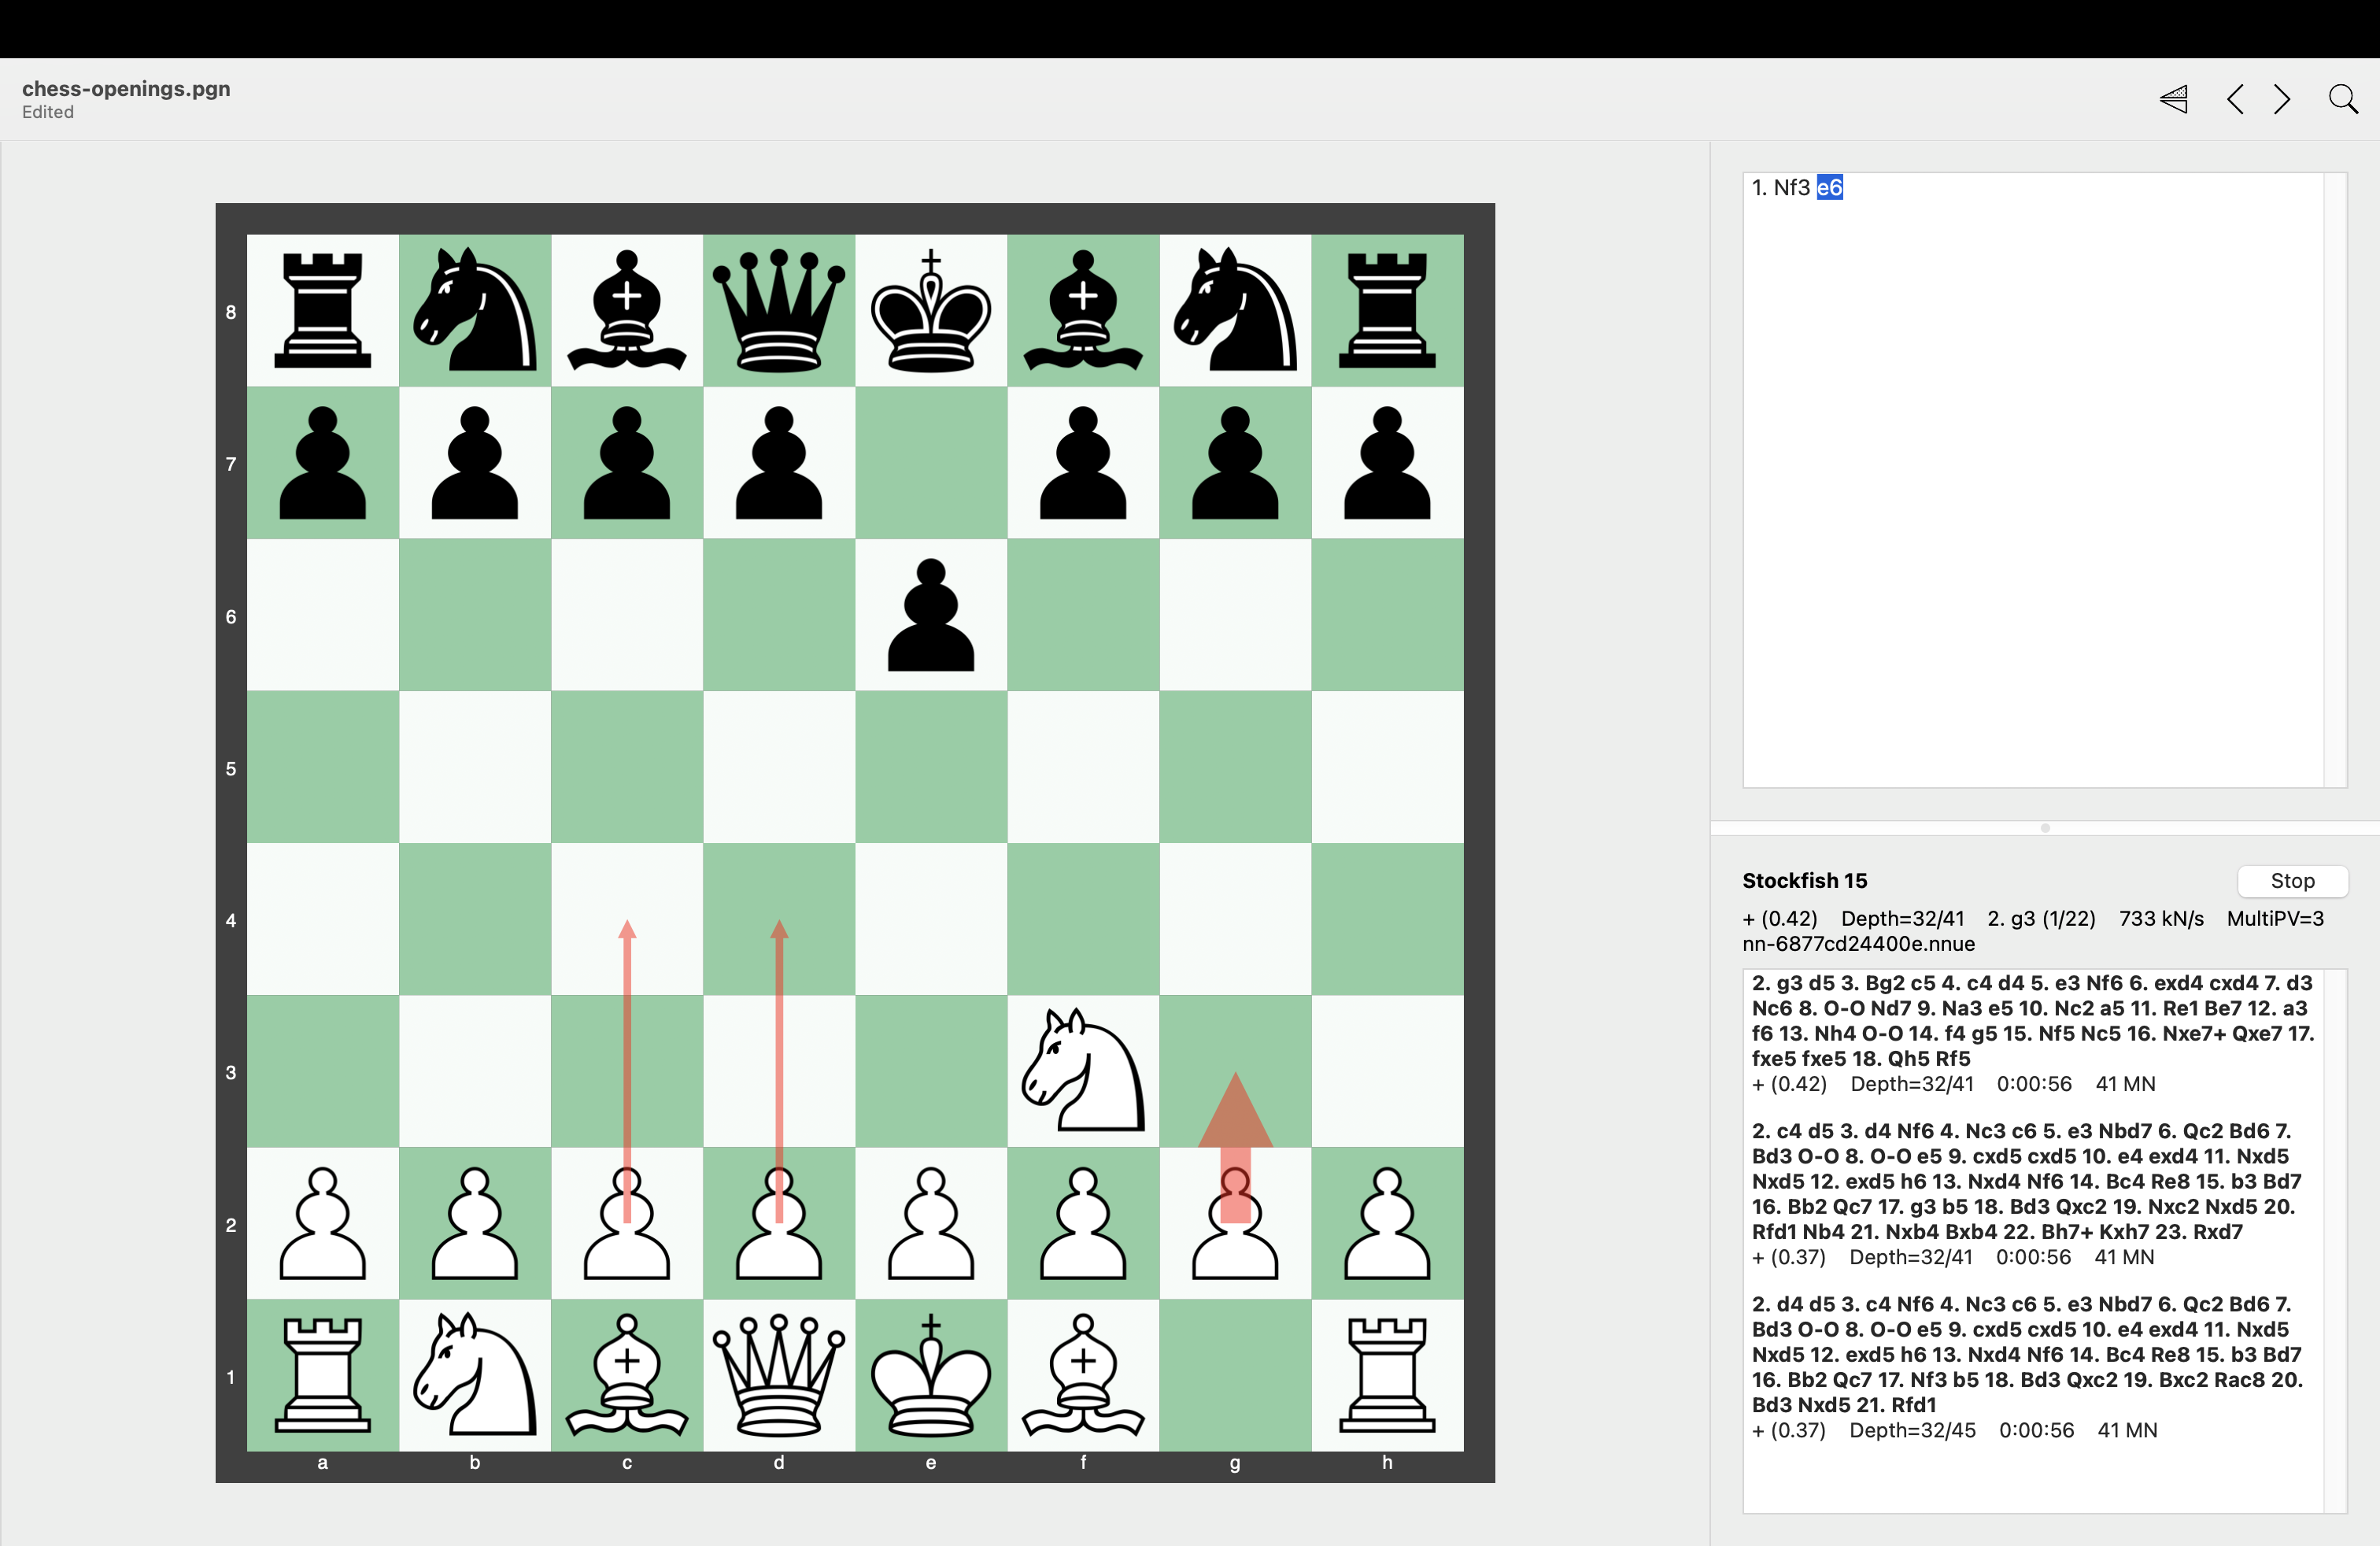 chess-openings.pgn
Edited
1. Nf3 e6
8
7
6
5
4
3
2
1
a b c d e f g h
Stockfish 15
Stop
+ (0.42) Depth=32/41 2. g3 (1/22) 733 kN/s MultiPV=3
nn-6877cd24400e.nnue
2. g3 d5 3. Bg2 c5 4. c4 d4 5. e3 Nf6 6. exd4 cxd4 7. d3
Nc6 8. O-O Nd7 9. Na3 e5 10. Nc2 a5 11. Re1 Be7 12. a3
f6 13. Nh4 O-O 14. f4 g5 15. Nf5 Nc5 16. Nxe7+ Qxe7 17.
fxe5 fxe5 18. Qh5 Rf5
+ (0.42) Depth=32/41 0:00:56 41 MN
2. c4 d5 3. d4 Nf6 4. Nc3 c6 5. e3 Nbd7 6. Qc2 Bd6 7.
Bd3 O-O 8. O-O e5 9. cxd5 cxd5 10. e4 exd4 11. Nxd5
Nxd5 12. exd5 h6 13. Nxd4 Nf6 14. Bc4 Re8 15. b3 Bd7
16. Bb2 Qc7 17. g3 b5 18. Bd3 Qxc2 19. Nxc2 Nxd5 20.
Rfd1 Nb4 21. Nxb4 Bxb4 22. Bh7+ Kxh7 23. Rxd7
+ (0.37) Depth=32/41 0:00:56 41 MN
2. d4 d5 3. c4 Nf6 4. Nc3 c6 5. e3 Nbd7 6. Qc2 Bd6 7.
Bd3 O-O 8. O-O e5 9. cxd5 cxd5 10. e4 exd4 11. Nxd5
Nxd5 12. exd5 h6 13. Nxd4 Nf6 14. Bc4 Re8 15. b3 Bd7
16. Bb2 Qc7 17. Nf3 b5 18. Bd3 Qxc2 19. Bxc2 Rac8 20.
Bd3 Nxd5 21. Rfd1
+ (0.37) Depth=32/45 0:00:56 41 MN